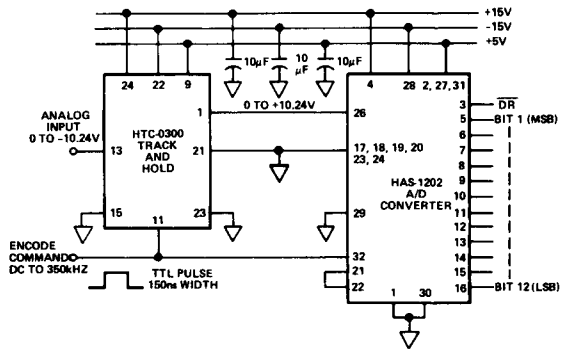 +15V
-15V
+5V
10µF
10
µF
10µF
24
22
9
4
28
2, 27, 31
1
0 TO +10.24V
26
3
DR
5
BIT 1 (MSB)
6
7
8
9
10
11
12
13
14
15
16
BIT 12 (LSB)
ANALOG
INPUT
0 TO -10.24V
13
HTC-0300
TRACK
AND
HOLD
21
17, 18, 19, 20
23, 24
HAS-1202
A/D
CONVERTER
15
23
29
11
ENCODE
COMMAND
DC TO 350kHZ
TTL PULSE
150ns WIDTH
32
21
22
1
30